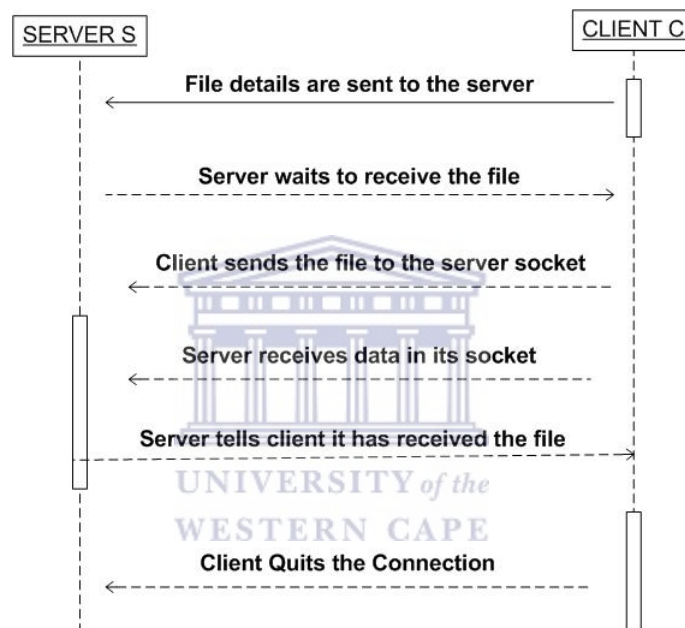 SERVER S
CLIENT C
File details are sent to the server
Server waits to receive the file
Client sends the file to the server socket
Server receives data in its socket
Server tells client it has received the file
UNIVERSITY of the
WESTERN CAPE
Client Quits the Connection